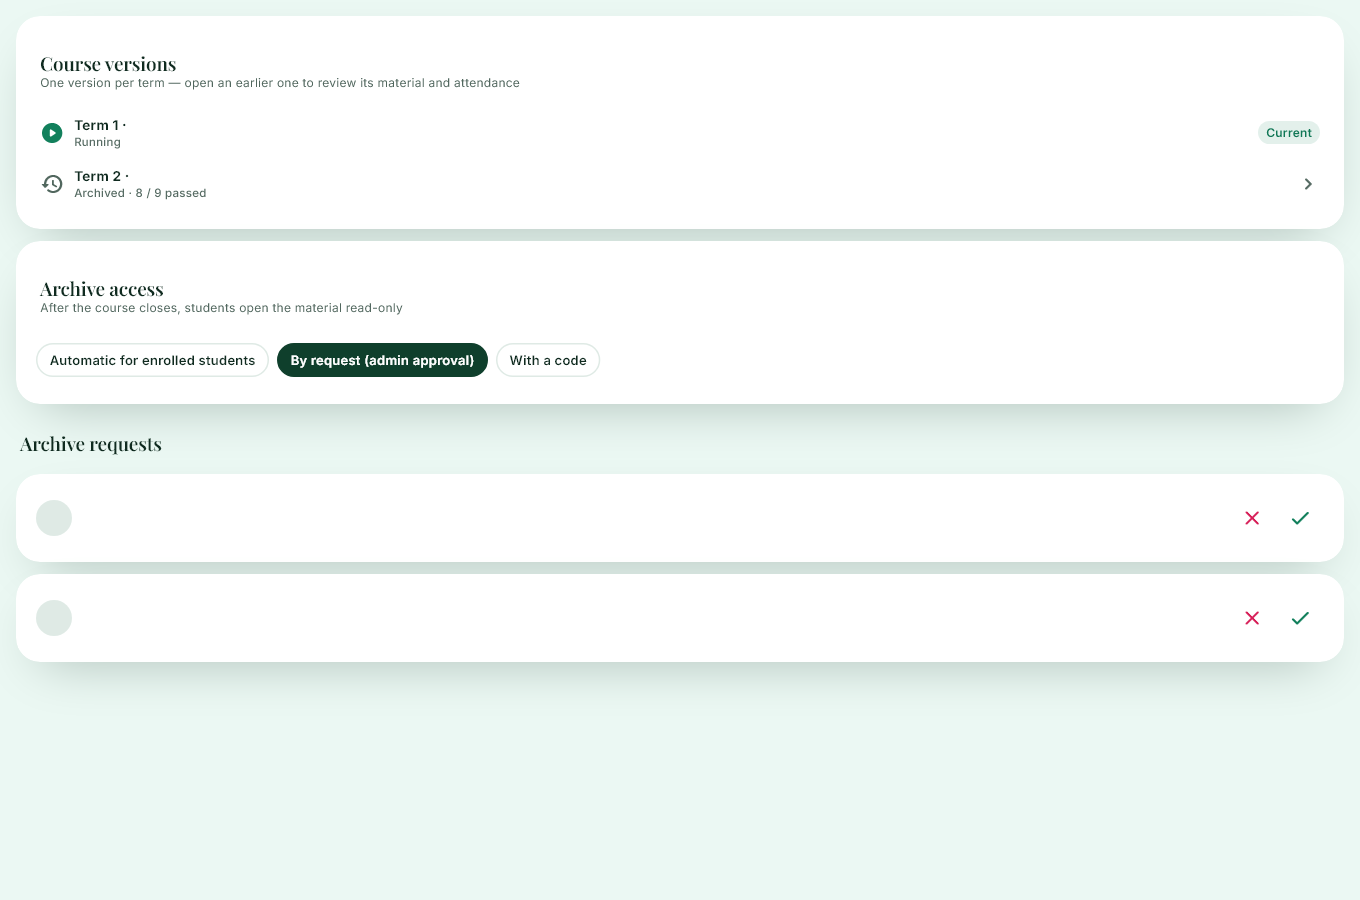 Course versions
One version per term — open an earlier one to review its material and attendance
Term 1 ·
Running
Current
Term 2 ·
Archived · 8 / 9 passed
Archive access
After the course closes, students open the material read-only
Automatic for enrolled students
By request (admin approval)
With a code
Archive requests